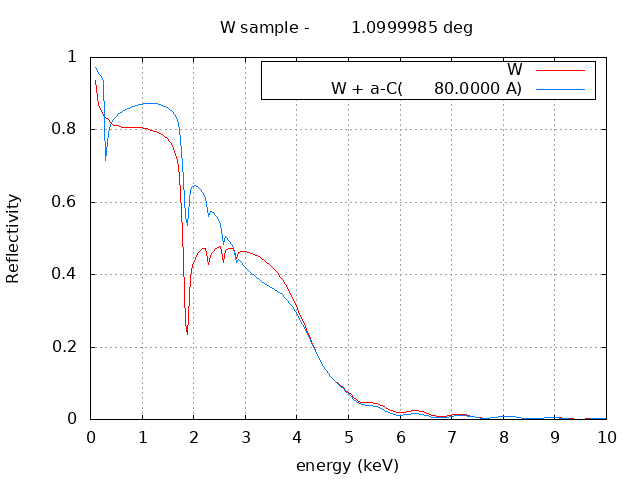 W sample - 1.0999985 deg
W
W + a-C( 80.0000 A)
1
0.8
0.6
0.4
0.2
0
Reflectivity
0 1 2 3 4 5 6 7 8 9 10
energy (keV)